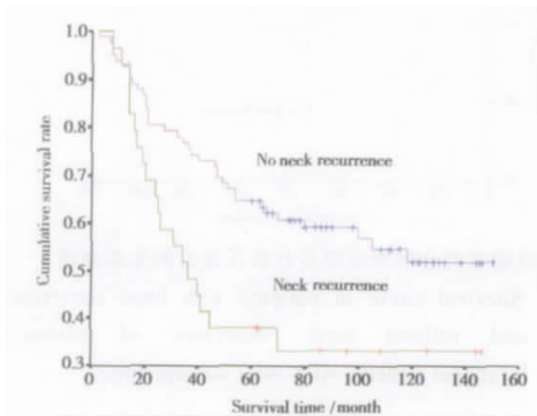 1.0
0.9
0.8
0.7
0.6
0.5
0.4
0.3
Cumulative survival rate
No neck recurrence
Neck recurrence
0 20 40 60 80 100 120 140 160
Survival time /month